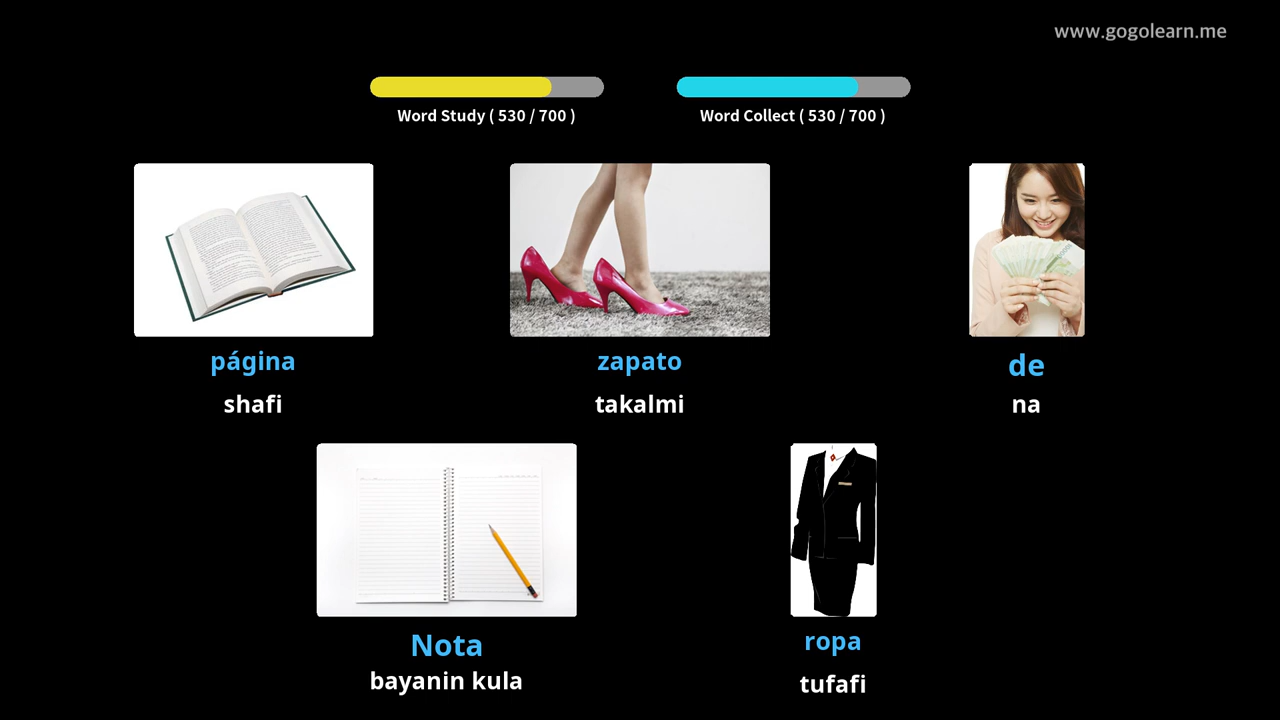 www.gogolearn.me
Word Study ( 530 / 700 )
Word Collect ( 530 / 700 )
página
shafi
zapato
takalmi
de
na
Nota
bayanin kula
ropa
tufafi